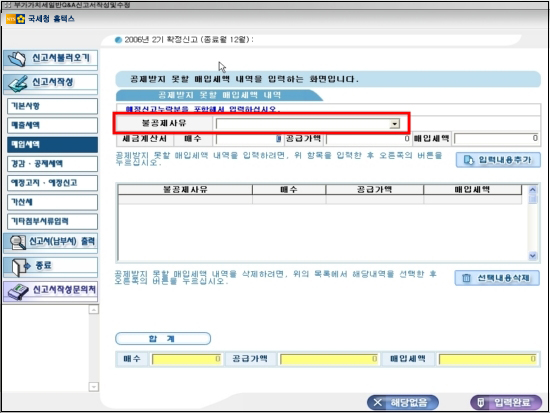 부가가치세일반Q&A신고서작성및수정
국세청 홈텍스
2006년 2기 확정신고 (종료월 12월) :
신고서불러오기
신고서작성
기본사항
매출세액
매입세액
경감 · 공제세액
예정고지 · 예정신고
가산세
기타첨부서류입력
신고서(납부서) 출력
종료
신고서작성문의처
공제받지 못할 매입세액 내역을 입력하는 화면입니다.
공제받지 못할 매입세액 내역
예정신고누락분을 포함해서 입력하십시오.
불공제사유
세금계산서 매수 0 공급가액 0 매입세액 0
공제받지 못할 매입세액 내역을 입력하려면, 위 항목을 입력한 후 오른쪽의 버튼을
누르십시오.
입력내용추가
불공제사유 매수 공급가액 매입세액
공제받지 못할 매입세액 내역을 삭제하려면, 위의 목록에서 해당내역을 선택한 후
오른쪽의 버튼을 누르십시오.
선택내용삭제
합 계
매수 0 공급가액 0 매입세액 0
해당없음
입력완료